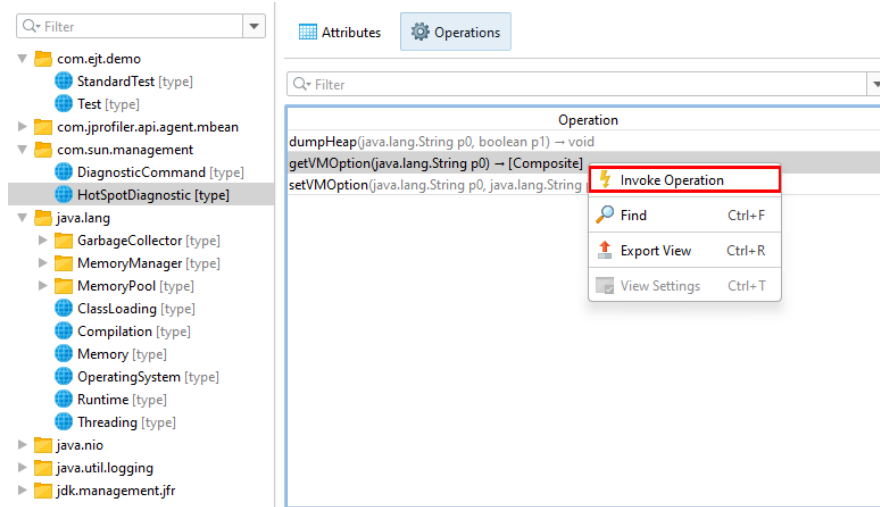 Filter
com.ejt.demo
StandardTest [type]
Test [type]
com.jprofiler.api.agent.mbean
com.sun.management
DiagnosticCommand [type]
HotSpotDiagnostic [type]
java.lang
GarbageCollector [type]
MemoryManager [type]
MemoryPool [type]
ClassLoading [type]
Compilation [type]
Memory [type]
OperatingSystem [type]
Runtime [type]
Threading [type]
java.nio
java.util.logging
jdk.management.jfr
Attributes
Operations
Filter
Operation
dumpHeap(java.lang.String p0, boolean p1) → void
getVMOption(java.lang.String p0) → [Composite]
setVMOption(java.lang.String p0, java.lang.String
Invoke Operation
Find Ctrl+F
Export View Ctrl+R
View Settings Ctrl+T